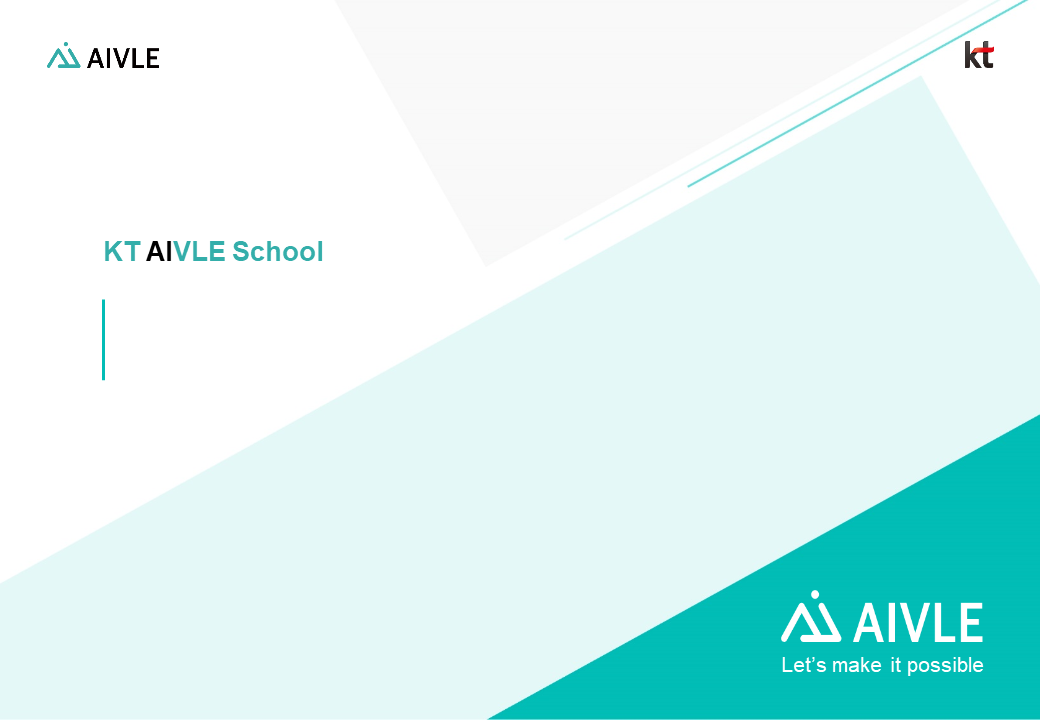 AIVLE
kt
KT AIVLE School
AIVLE
Let's make it possible